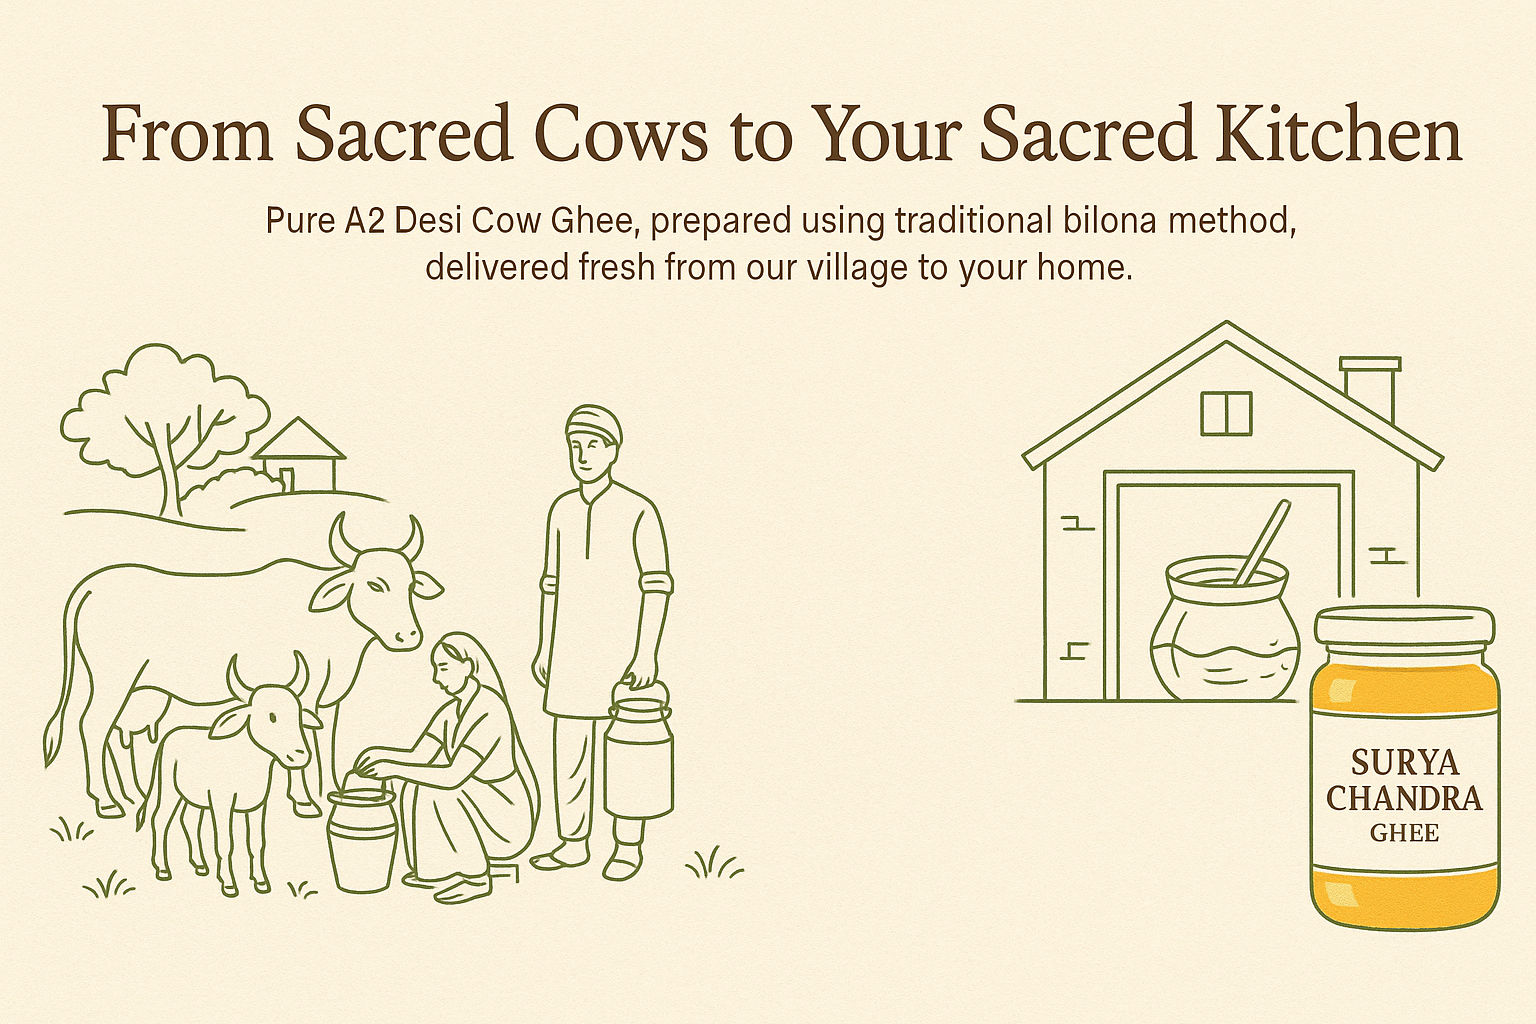 From Sacred Cows to Your Sacred Kitchen
Pure A2 Desi Cow Ghee, prepared using traditional bilona method,
delivered fresh from our village to your home.
SURYA
CHANDRA
GHEE